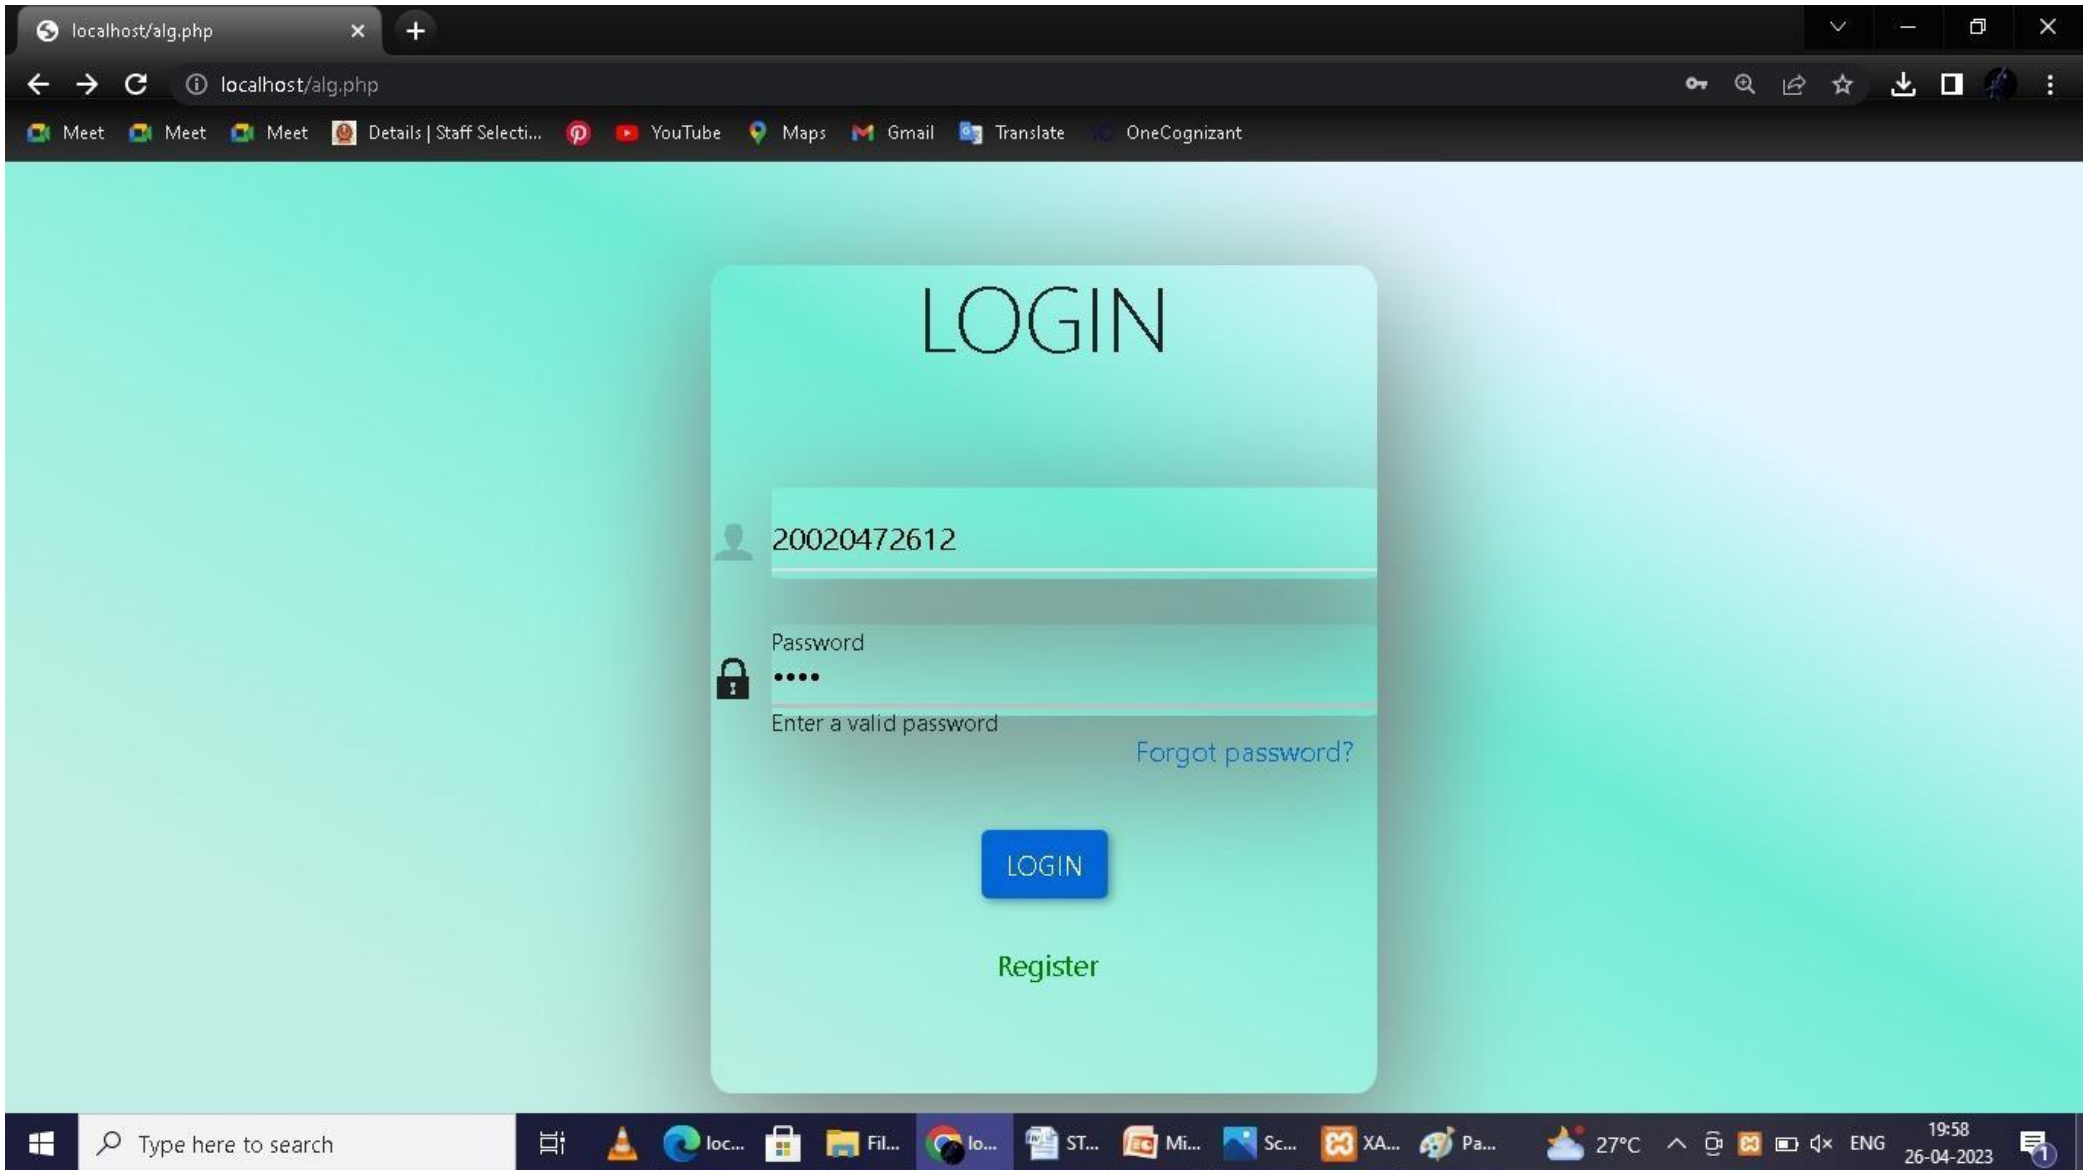 localhost/alg.php
localhost/alg.php
Meet Meet Meet Details | Staff Selecti... YouTube Maps Gmail Translate OneCognizant
LOGIN
20020472612
Password
••••
Enter a valid password
Forgot password?
LOGIN
Register
Type here to search loc... Fil... lo... ST... Mi... Sc... XA... Pa... 27°C ENG 19:58
26-04-2023 1